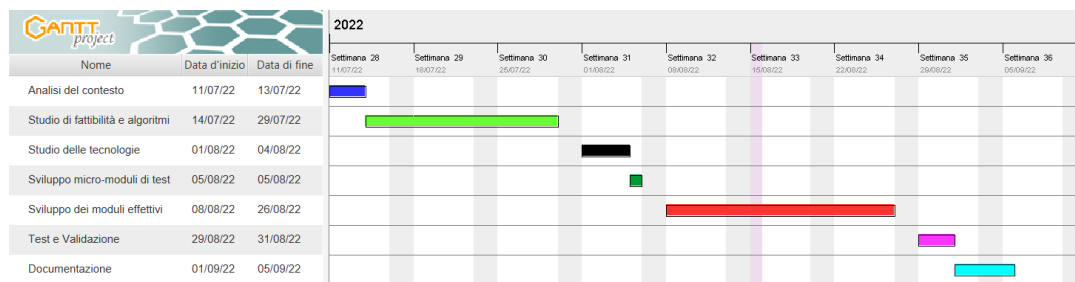 GANTT
project
2022
Settimana 28 Settimana 29 Settimana 30 Settimana 31 Settimana 32 Settimana 33 Settimana 34 Settimana 35 Settimana 36
11/07/22 18/07/22 25/07/22 01/08/22 08/08/22 15/08/22 22/08/22 29/08/22 05/09/22
Nome Data d'inizio Data di fine
Analisi del contesto 11/07/22 13/07/22
Studio di fattibilità e algoritmi 14/07/22 29/07/22
Studio delle tecnologie 01/08/22 04/08/22
Sviluppo micro-moduli di test 05/08/22 05/08/22
Sviluppo dei moduli effettivi 08/08/22 26/08/22
Test e Validazione 29/08/22 31/08/22
Documentazione 01/09/22 05/09/22